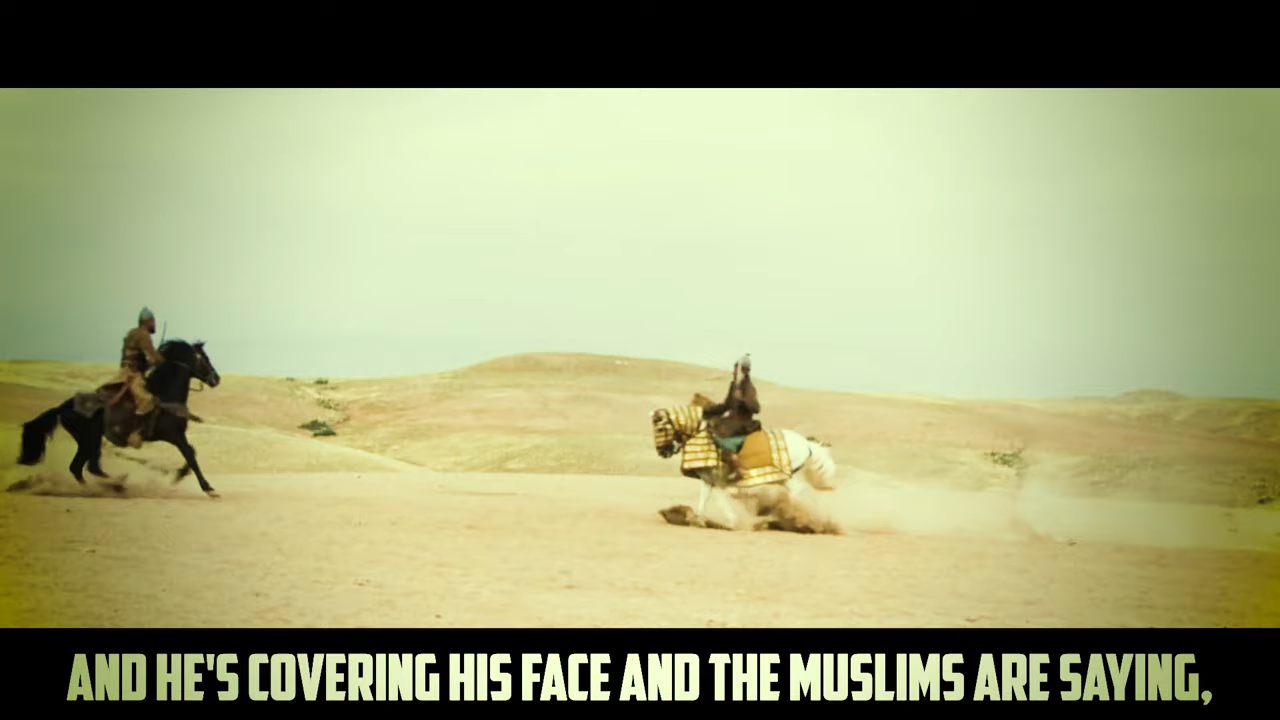 AND HE'S COVERING HIS FACE AND THE MUSLIMS ARE SAYING,